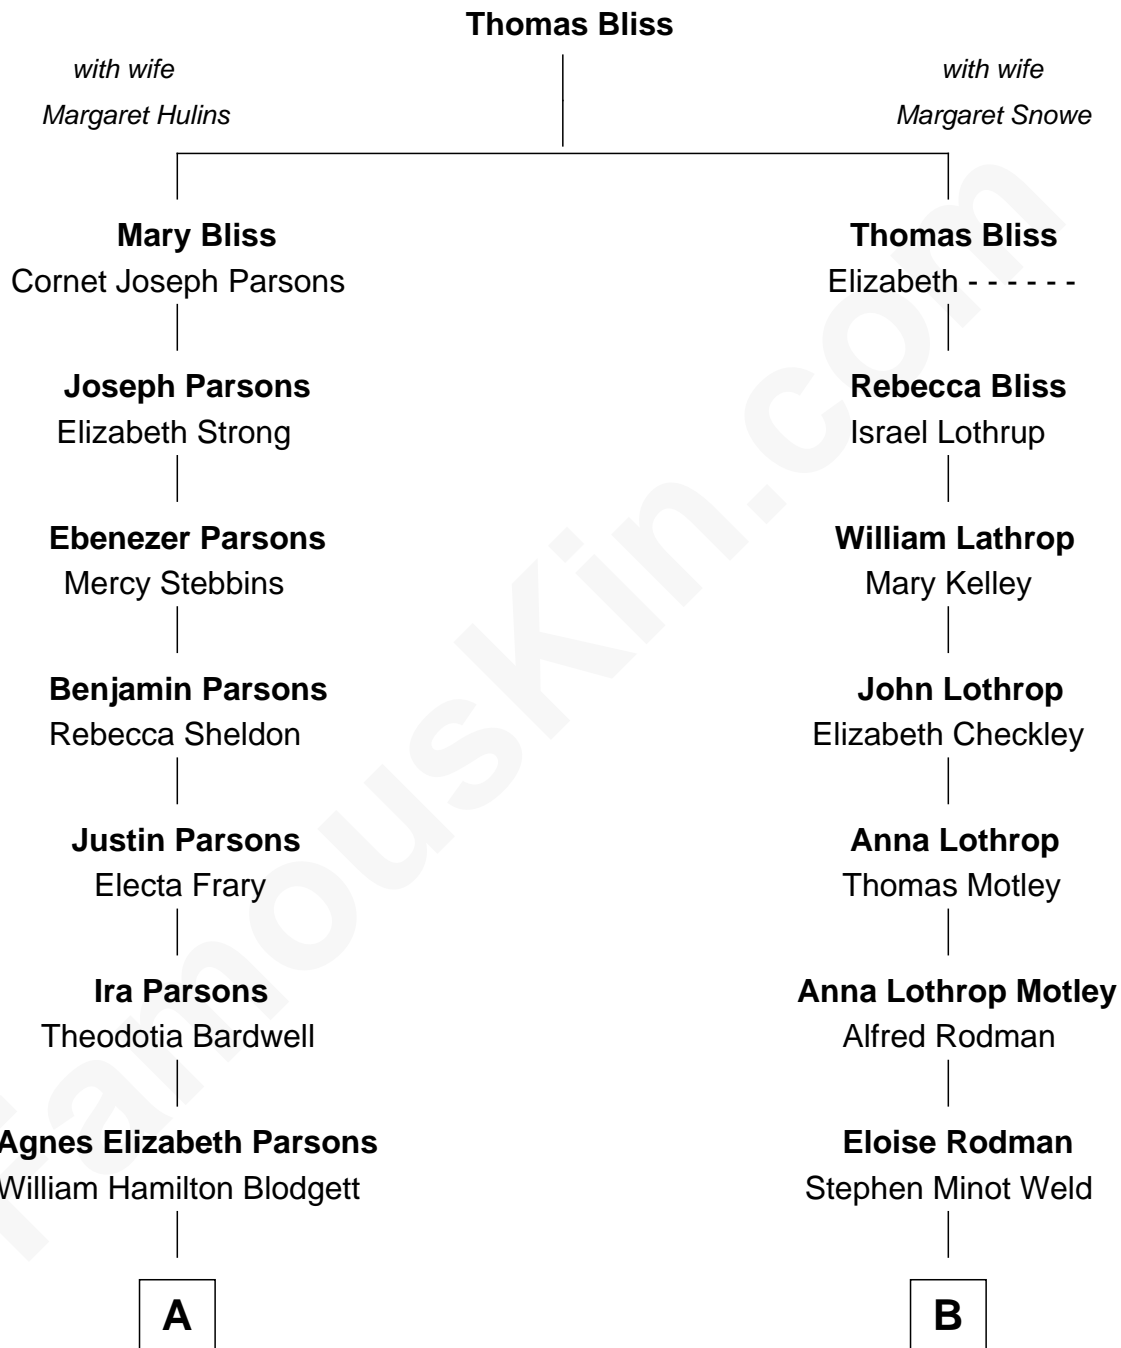 Thomas Bliss
with wife
Margaret Hulins
with wife
Margaret Snowe
Mary Bliss
Cornet Joseph Parsons
Thomas Bliss
Elizabeth - - - - - -
Joseph Parsons
Elizabeth Strong
Rebecca Bliss
Israel Lothrup
Ebenezer Parsons
Mercy Stebbins
William Lathrop
Mary Kelley
Benjamin Parsons
Rebecca Sheldon
John Lothrop
Elizabeth Checkley
Justin Parsons
Electa Frary
Anna Lothrop
Thomas Motley
Ira Parsons
Theodotia Bardwell
Anna Lothrop Motley
Alfred Rodman
Agnes Elizabeth Parsons
William Hamilton Blodgett
Eloise Rodman
Stephen Minot Weld
A
B
FamousKin.com